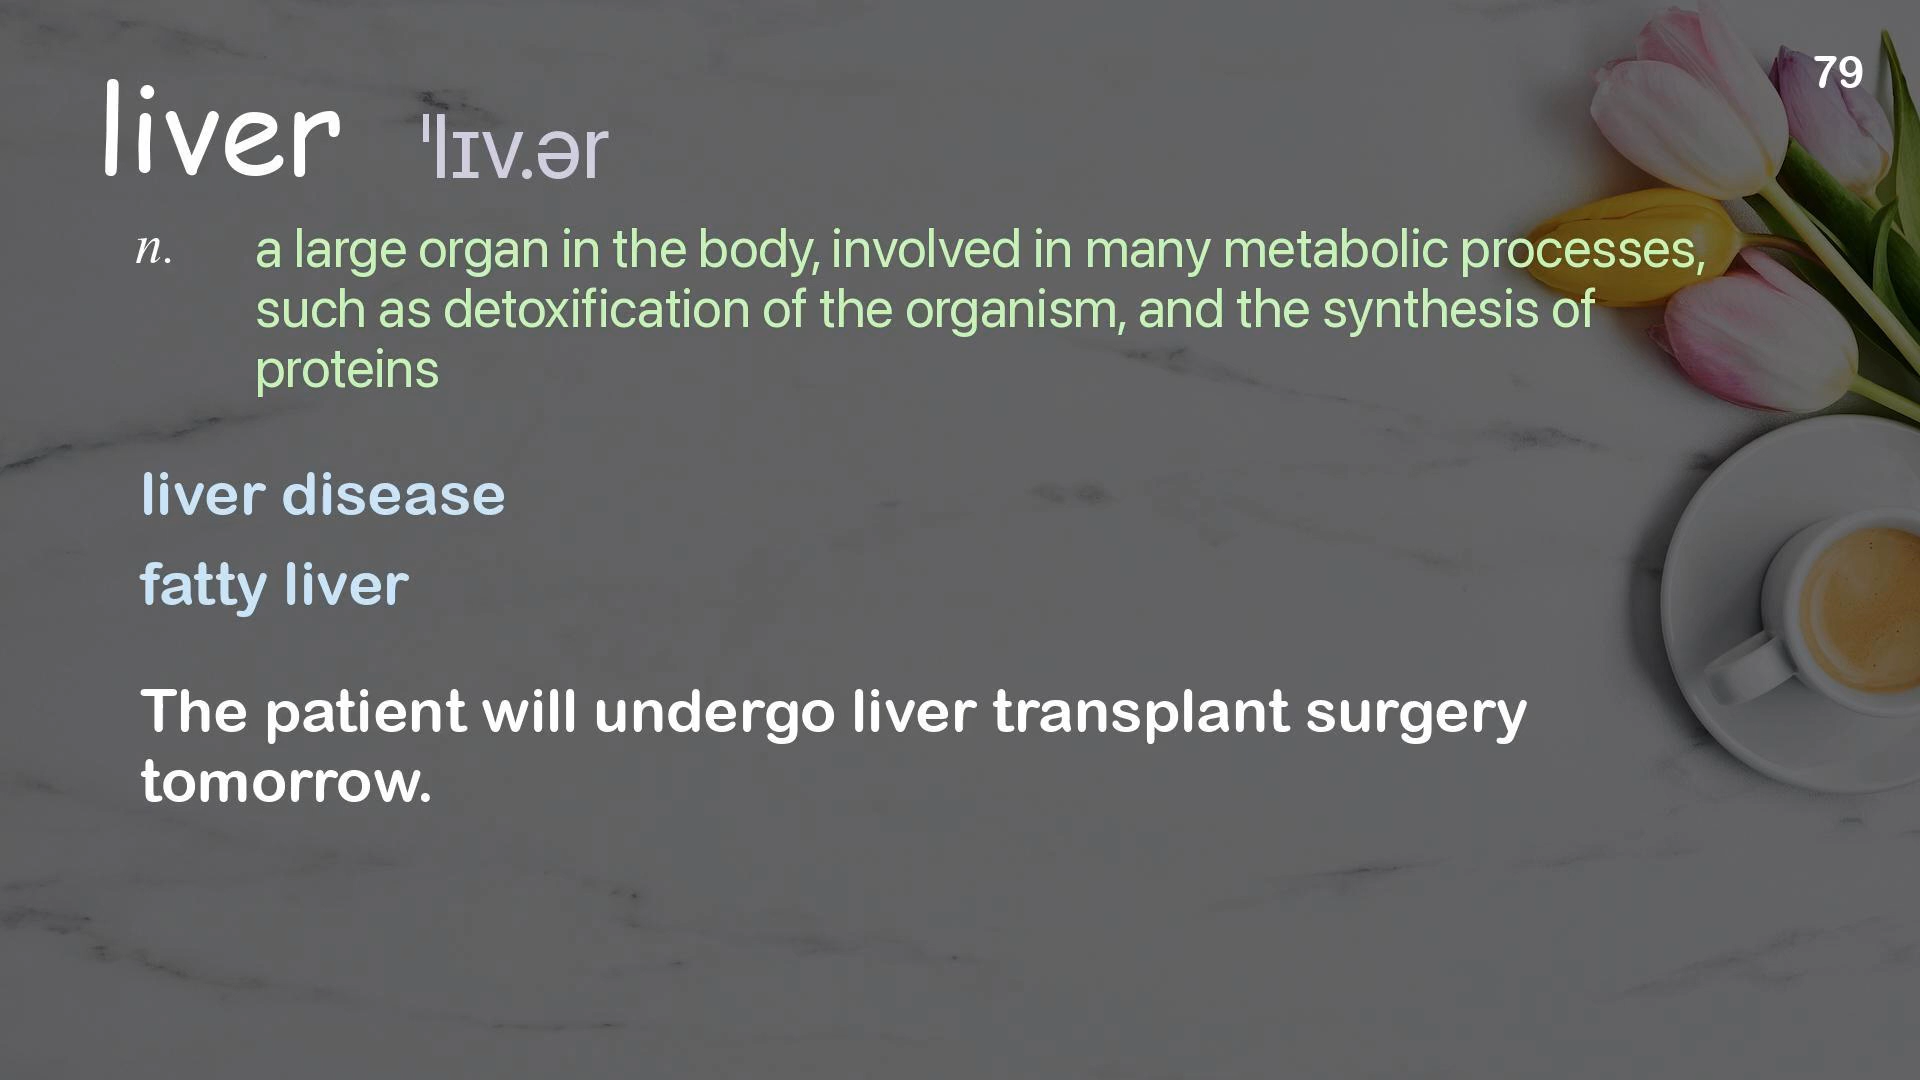 79
liver ˈlɪv.ər
n. a large organ in the body, involved in many metabolic processes,
such as detoxification of the organism, and the synthesis of
proteins
liver disease
fatty liver
The patient will undergo liver transplant surgery
tomorrow.